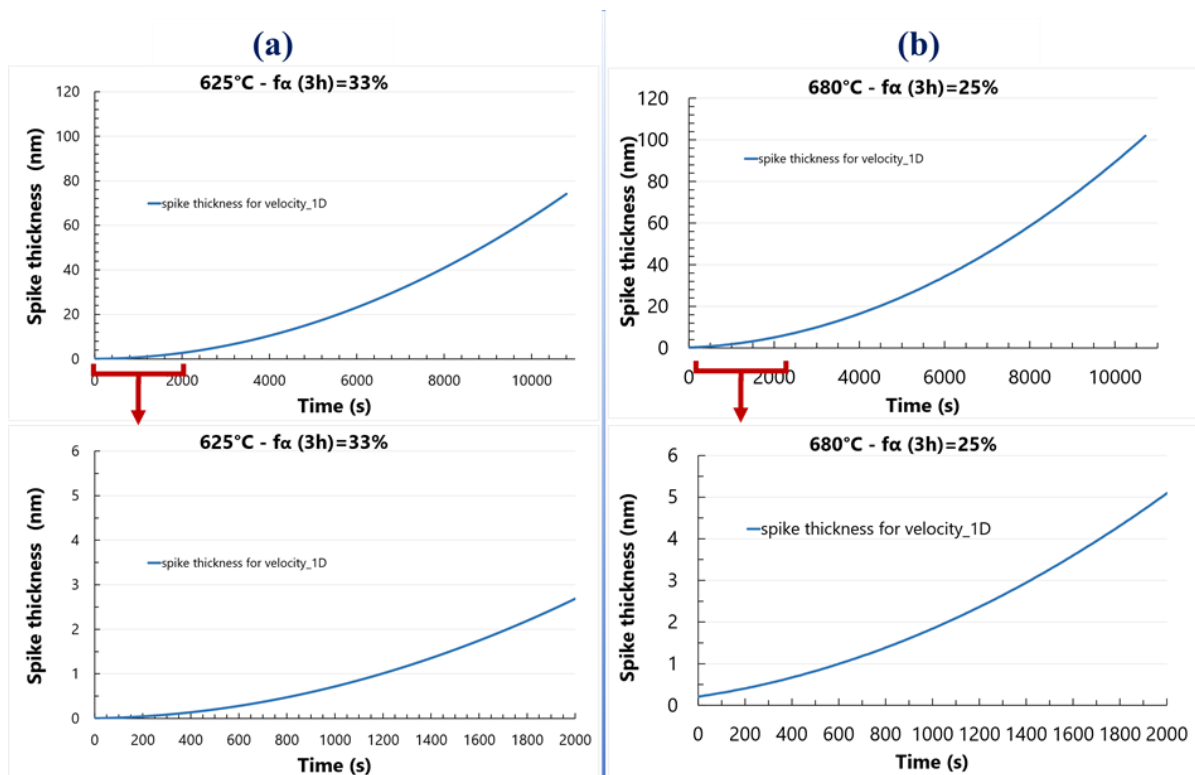 (a)
625°C - fα (3h)=33%
Spike thickness (nm)
120
100
80
60
40
20
0
spike thickness for velocity_1D
0 2000 4000 6000 8000 10000
Time (s)
625°C - fα (3h)=33%
Spike thickness (nm)
6
5
4
3
2
1
0
spike thickness for velocity_1D
0 200 400 600 800 1000 1200 1400 1600 1800 2000
Time (s)
(b)
680°C - fα (3h)=25%
Spike thickness (nm)
120
100
80
60
40
20
0
spike thickness for velocity_1D
0 2000 4000 6000 8000 10000
Time (s)
680°C - fα (3h)=25%
Spike thickness (nm)
6
5
4
3
2
1
0
spike thickness for velocity_1D
0 200 400 600 800 1000 1200 1400 1600 1800 2000
Time (s)